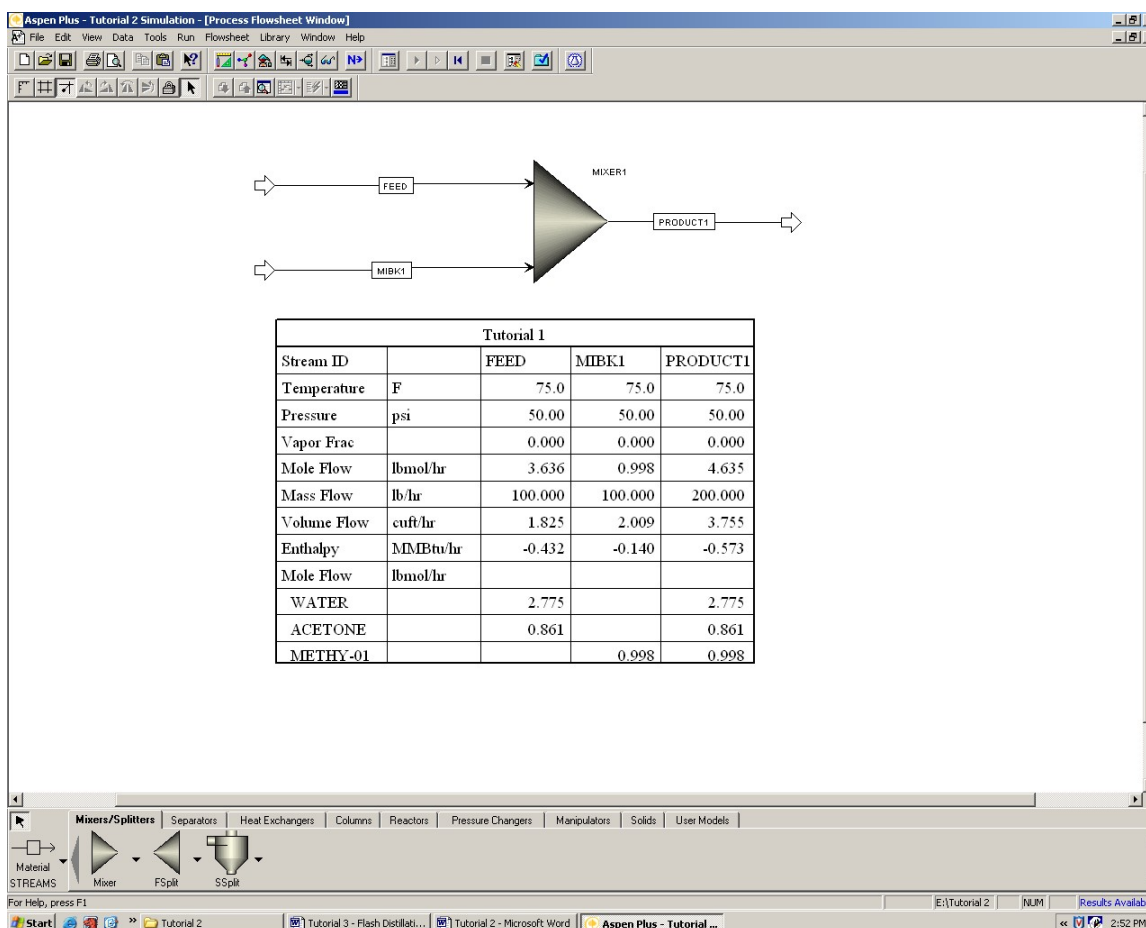 Aspen Plus - Tutorial 2 Simulation - [Process Flowsheet Window]
File Edit View Data Tools Run Flowsheet Library Window Help
N>
MIXER1
FEED
PRODUCT1
MIBK1
Tutorial 1
Stream ID FEED MIBK1 PRODUCT1
Temperature F 75.0 75.0 75.0
Pressure psi 50.00 50.00 50.00
Vapor Frac 0.000 0.000 0.000
Mole Flow lbmol/hr 3.636 0.998 4.635
Mass Flow lb/hr 100.000 100.000 200.000
Volume Flow cuft/hr 1.825 2.009 3.755
Enthalpy MMBtu/hr -0.432 -0.140 -0.573
Mole Flow lbmol/hr
WATER 2.775 2.775
ACETONE 0.861 0.861
METHY-01 0.998 0.998
Mixers/Splitters Separators Heat Exchangers Columns Reactors Pressure Changers Manipulators Solids User Models
Material
STREAMS Mixer FSplit SSplit
For Help, press F1 E:\Tutorial 2 NUM Results Availab
Start » Tutorial 2 Tutorial 3 - Flash Distillati... Tutorial 2 - Microsoft Word Aspen Plus - Tutorial ... « 2:52 PM